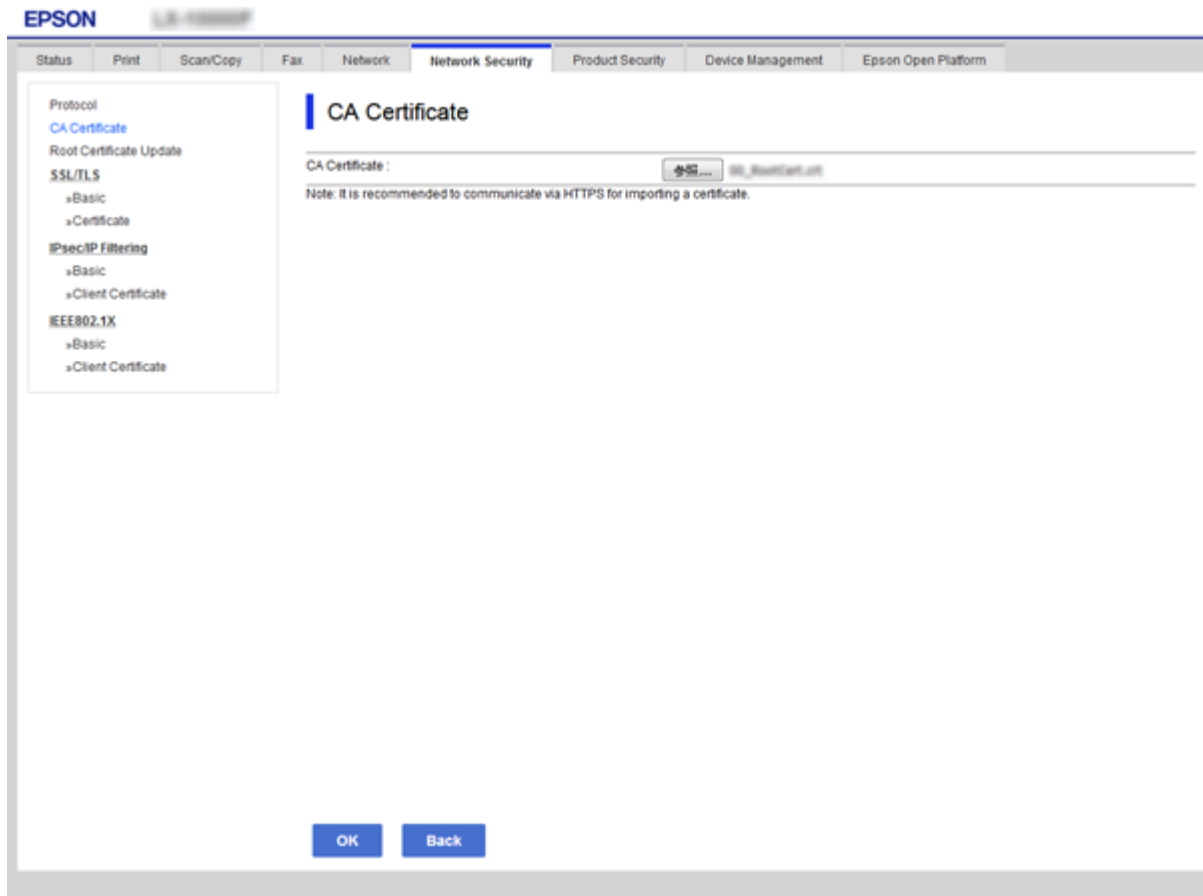 EPSON
Status Print Scan/Copy Fax Network Network Security Product Security Device Management Epson Open Platform
Protocol
CA Certificate
Root Certificate Update
SSL/TLS
»Basic
»Certificate
IPsec/IP Filtering
»Basic
»Client Certificate
IEEE802.1X
»Basic
»Client Certificate
CA Certificate
CA Certificate : 参照....
Note: It is recommended to communicate via HTTPS for importing a certificate.
OK Back